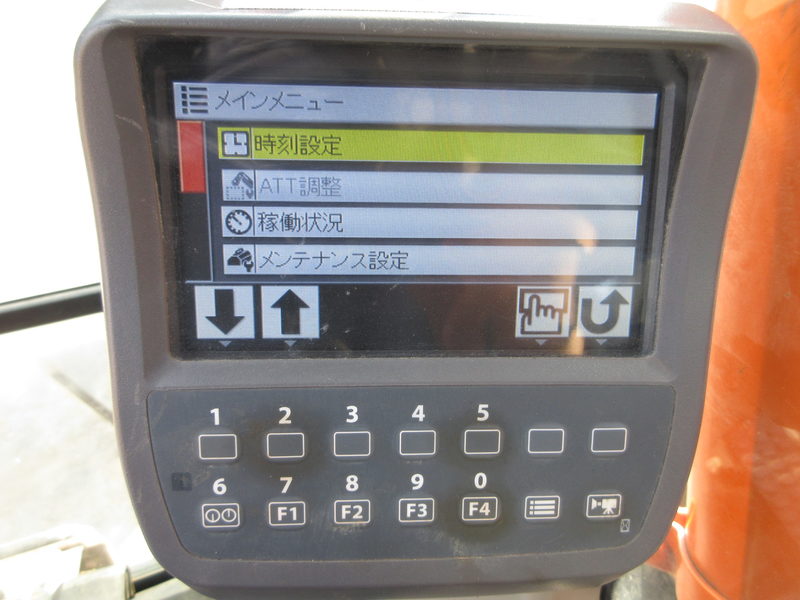 メインメニュー
時刻設定
ATT調整
稼働状況
メンテナンス設定
1 2 3 4 5
6 7 8 9 0
F1 F2 F3 F4